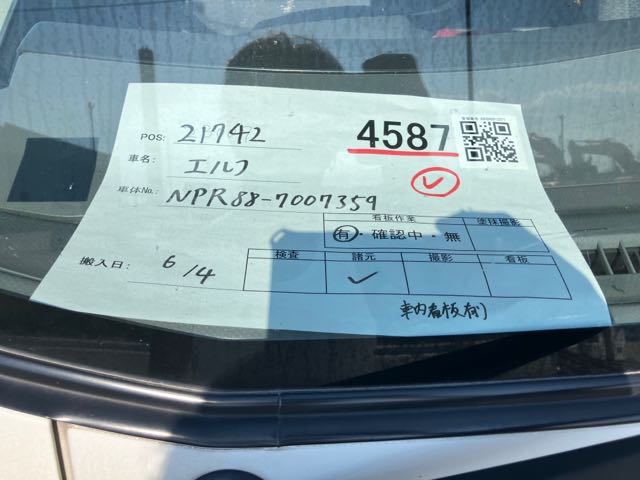 POS: 21742
4587
車名: エルフ
車体No.: NPR88-7007359
看板作業
塗抹撮影
有・確認中・無
搬入日: 6/4
検査 諸元 撮影 看板
車内看板有り